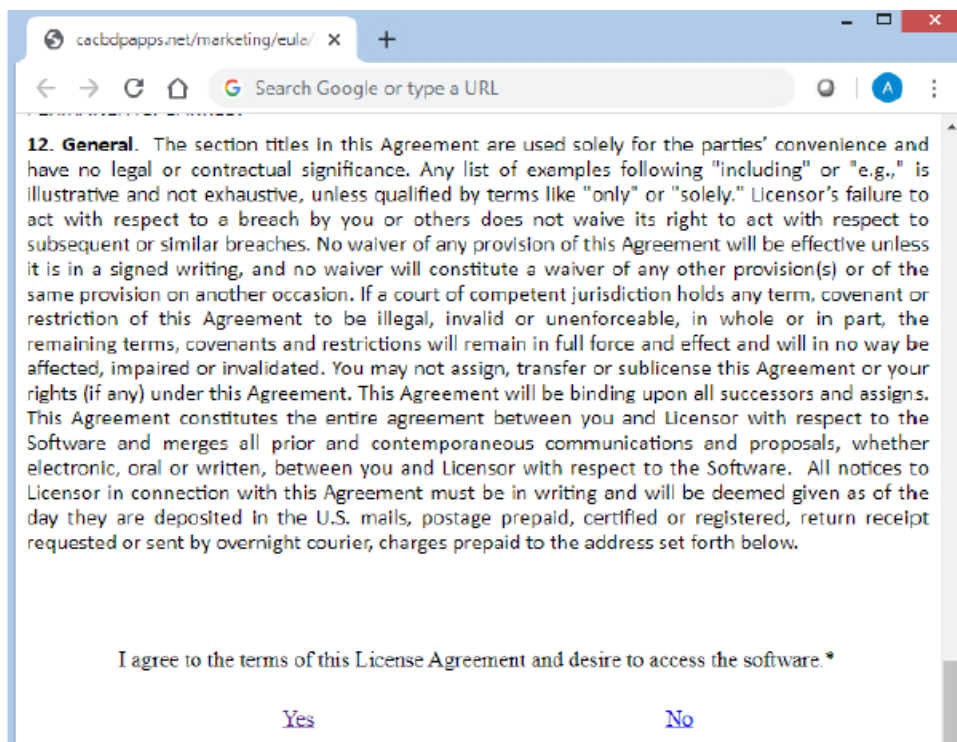 cacbdpapps.net/marketing/eula/
Search Google or type a URL
A
12. General. The section titles in this Agreement are used solely for the parties' convenience and
have no legal or contractual significance. Any list of examples following "including" or "e.g.," is
illustrative and not exhaustive, unless qualified by terms like "only" or "solely." Licensor's failure to
act with respect to a breach by you or others does not waive its right to act with respect to
subsequent or similar breaches. No waiver of any provision of this Agreement will be effective unless
it is in a signed writing, and no waiver will constitute a waiver of any other provision(s) or of the
same provision on another occasion. If a court of competent jurisdiction holds any term, covenant or
restriction of this Agreement to be illegal, invalid or unenforceable, in whole or in part, the
remaining terms, covenants and restrictions will remain in full force and effect and will in no way be
affected, impaired or invalidated. You may not assign, transfer or sublicense this Agreement or your
rights (if any) under this Agreement. This Agreement will be binding upon all successors and assigns.
This Agreement constitutes the entire agreement between you and Licensor with respect to the
Software and merges all prior and contemporaneous communications and proposals, whether
electronic, oral or written, between you and Licensor with respect to the Software. All notices to
Licensor in connection with this Agreement must be in writing and will be deemed given as of the
day they are deposited in the U.S. mails, postage prepaid, certified or registered, return receipt
requested or sent by overnight courier, charges prepaid to the address set forth below.
I agree to the terms of this License Agreement and desire to access the software.*
Yes No